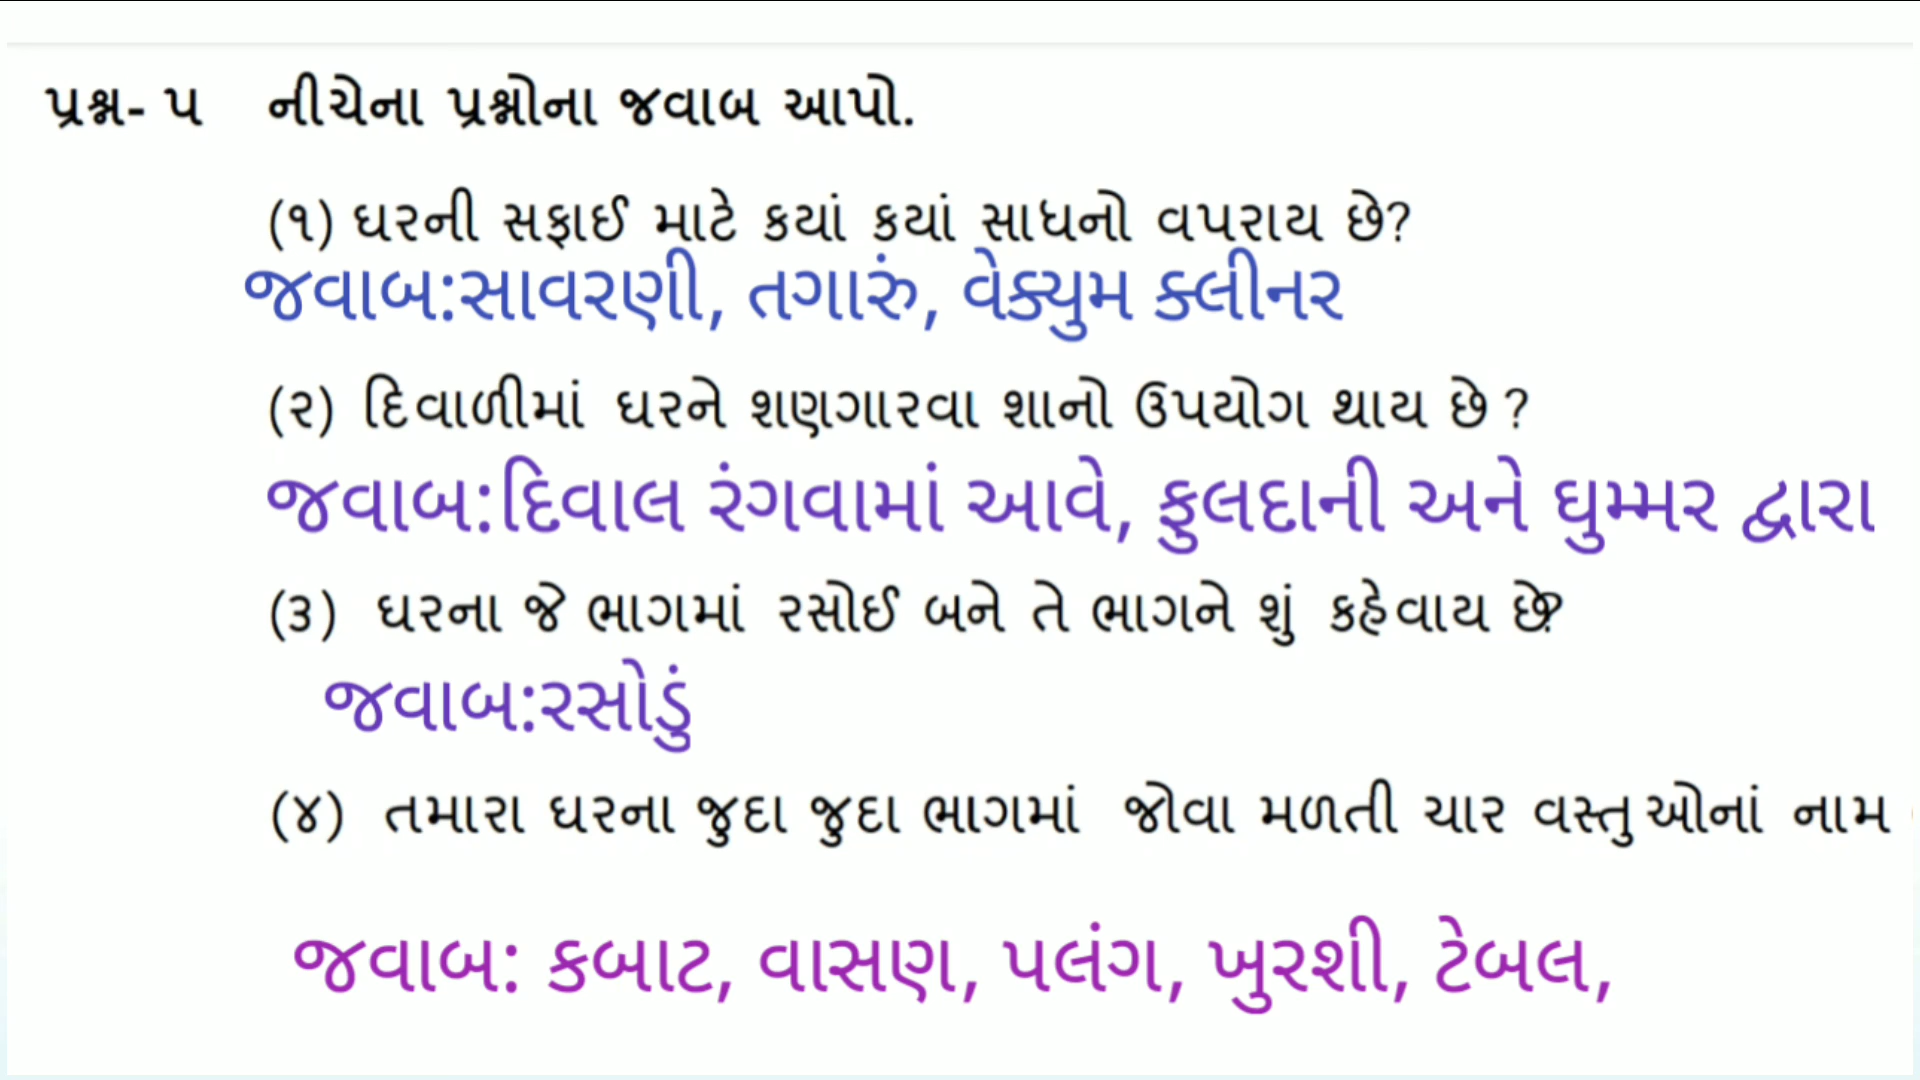 પ્રશ્ન- ૫ નીચેના પ્રશ્નોના જવાબ આપો.
(૧) ઘરની સફાઈ માટે કયાં કયાં સાધનો વપરાય છે?
જવાબ:સાવરણી, તગારું, વેક્યુમ ક્લીનર
(૨) દિવાળીમાં ઘરને શણગારવા શાનો ઉપયોગ થાય છે ?
જવાબ:દિવાલ રંગવામાં આવે, ફુલદાની અને ઘુમ્મર દ્વારા
(૩) ઘરના જે ભાગમાં રસોઈ બને તે ભાગને શું કહેવાય છે?
જવાબ:રસોડું
(૪) તમારા ઘરના જુદા જુદા ભાગમાં જોવા મળતી ચાર વસ્તુઓનાં નામ
જવાબ: કબાટ, વાસણ, પલંગ, ખુરશી, ટેબલ,